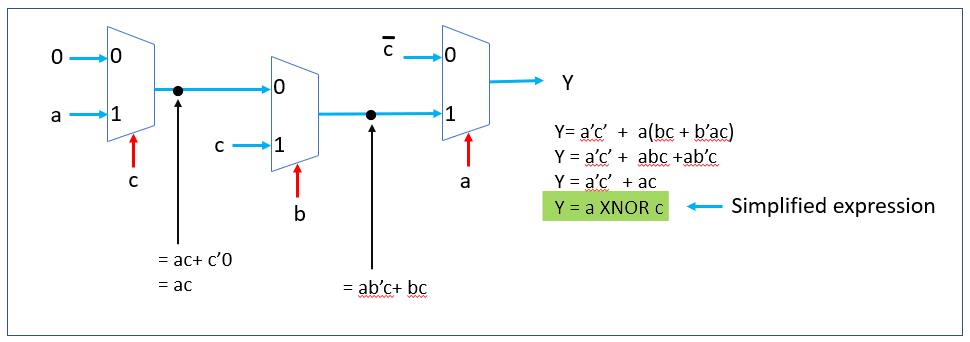 0
0
a
1
c
0
c
1
b
c̅
0
1
a
Y
Y= a’c’ + a(bc + b’ac)
Y = a’c’ + abc +ab’c
Y = a’c’ + ac
Y = a XNOR c
Simplified expression
= ac+ c’0
= ac
= ab’c+ bc